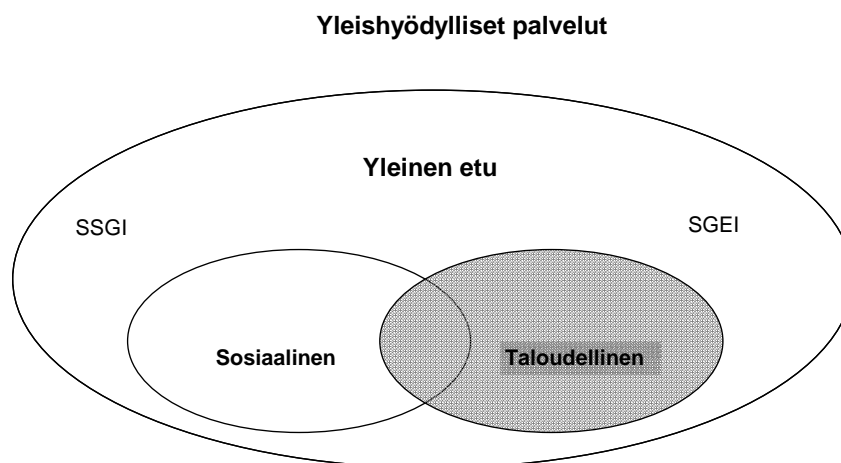 Yleishyödylliset palvelut
Yleinen etu
SSGI
SGEI
Sosiaalinen
Taloudellinen